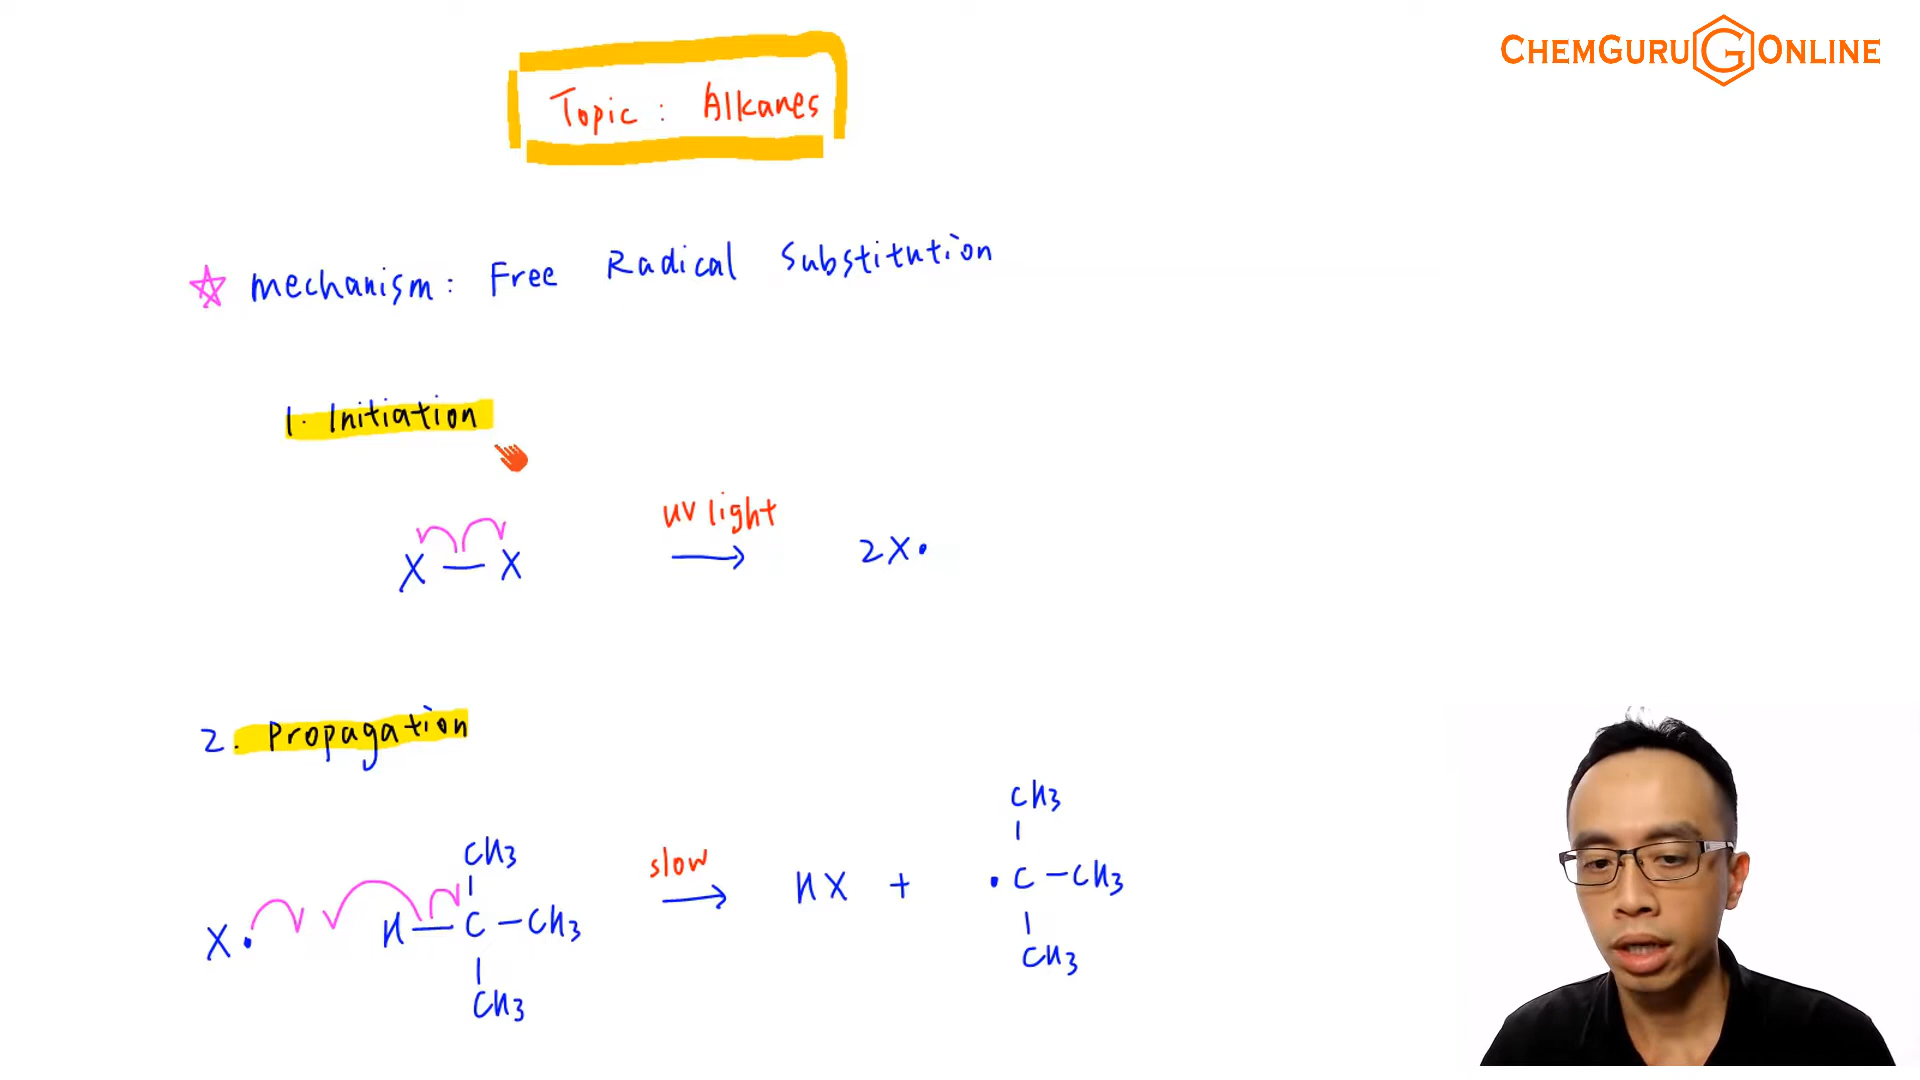 CHEMGURU G ONLINE
Topic : Alkanes
☆ Mechanism : Free Radical Substitution
1. Initiation
X — X uv light → 2X•
2. Propagation
CH3
CH3
X• H — C — CH3 slow → HX + •C — CH3
CH3
CH3